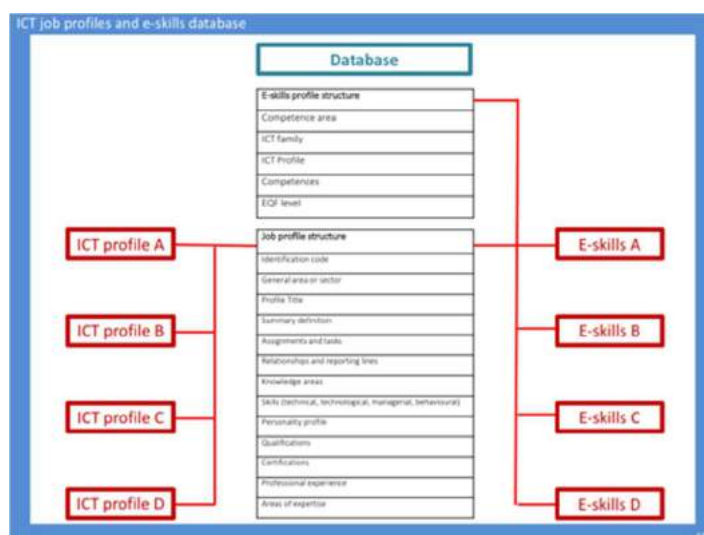 ICT job profiles and e-skills database
Database
E-skills profile structure
Competence area
ICT family
ICT Profile
Competences
EQF level
Job profile structure
Identification code
General area or sector
Profile Title
Summary definition
Assignments and tasks
Relationships and reporting lines
Knowledge areas
Skills (technical, technological, managerial, behavioural)
Personality profile
Qualifications
Certifications
Professional experience
Areas of expertise
ICT profile A
ICT profile B
ICT profile C
ICT profile D
E-skills A
E-skills B
E-skills C
E-skills D